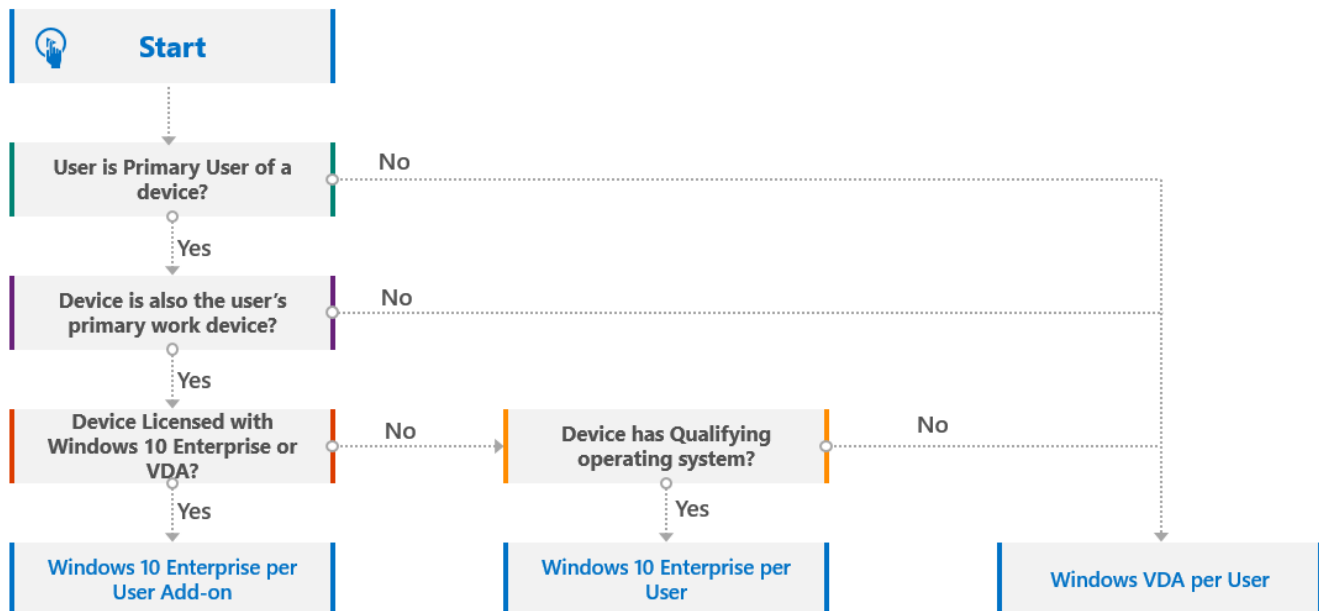 Start
User is Primary User of a
device?
No
Yes
Device is also the user's
primary work device?
No
Yes
Device Licensed with
Windows 10 Enterprise or
VDA?
No
Device has Qualifying
operating system?
No
Yes
Yes
Windows 10 Enterprise per
User Add-on
Windows 10 Enterprise per
User
Windows VDA per User